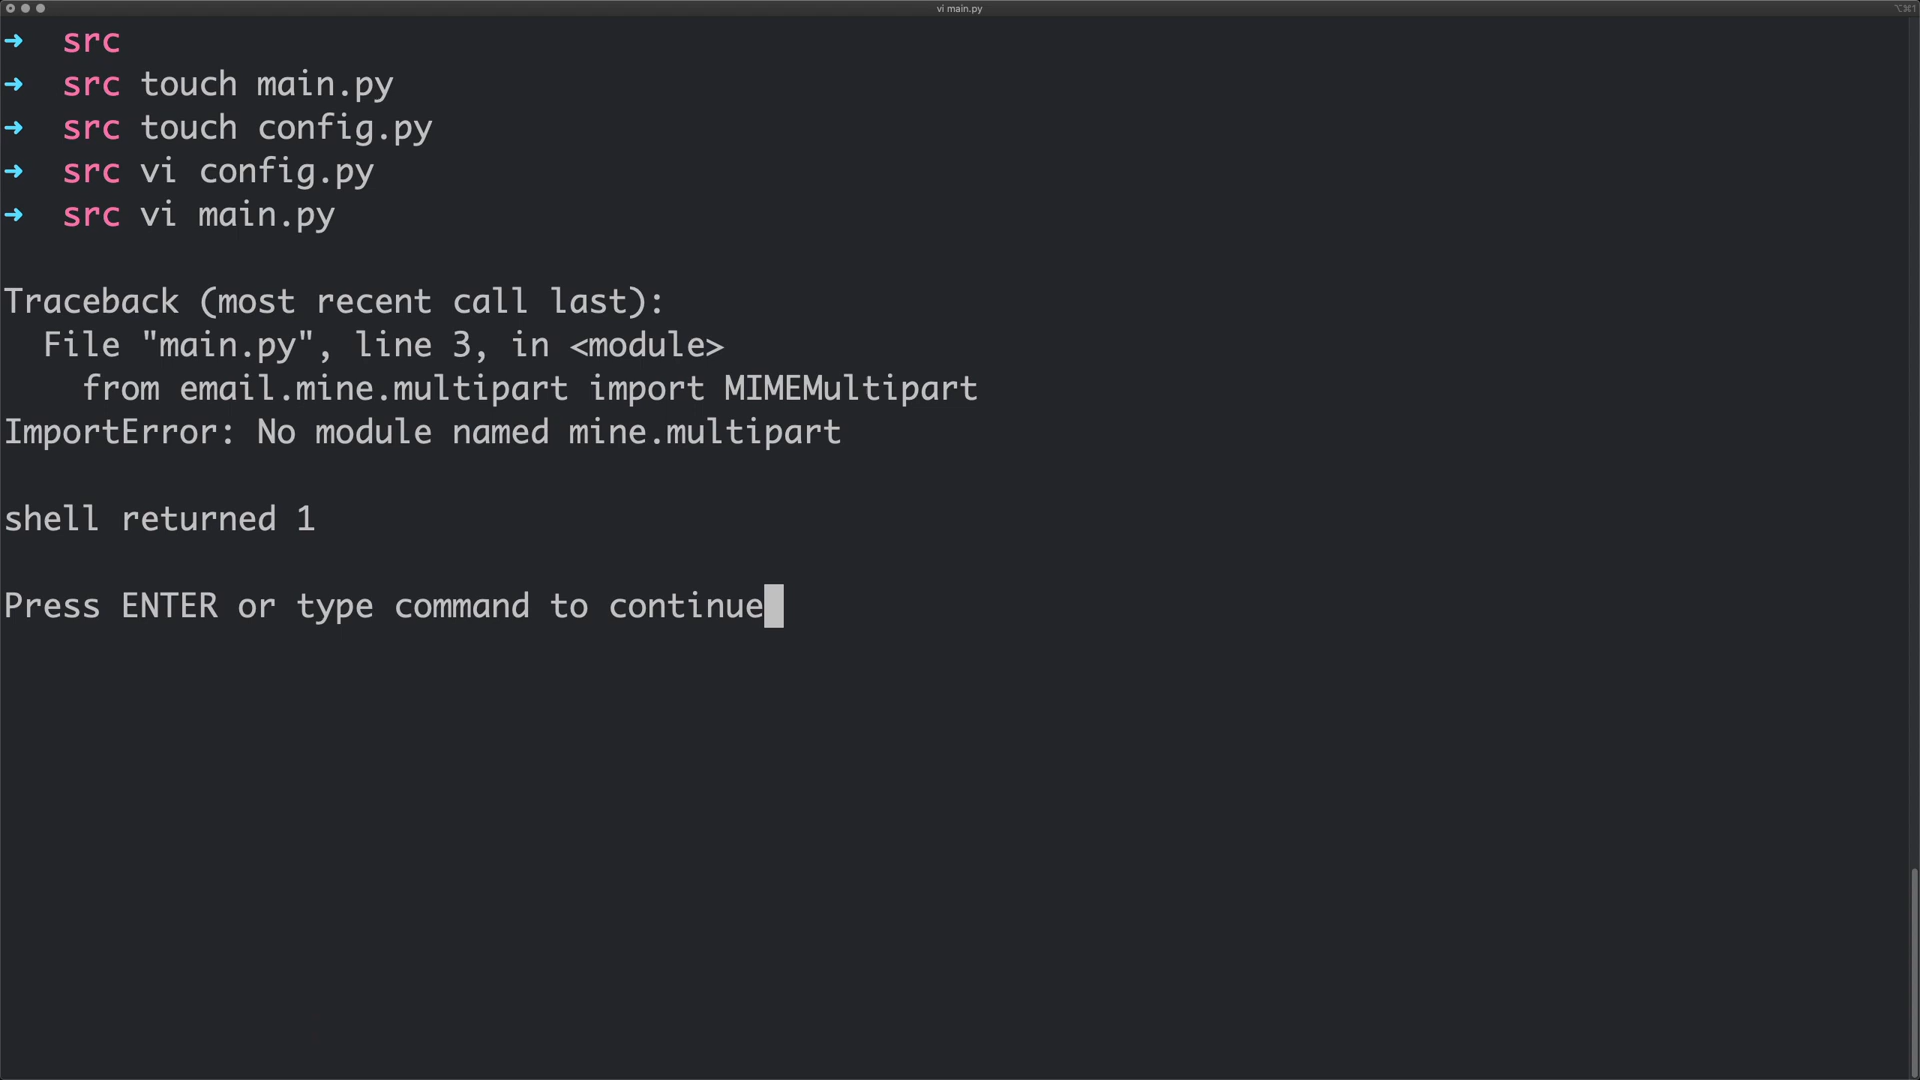 vi main.py
⌥⌘1
➜ src
➜ src touch main.py
➜ src touch config.py
➜ src vi config.py
➜ src vi main.py
Traceback (most recent call last):
File "main.py", line 3, in <module>
from email.mine.multipart import MIMEMultipart
ImportError: No module named mine.multipart
shell returned 1
Press ENTER or type command to continue